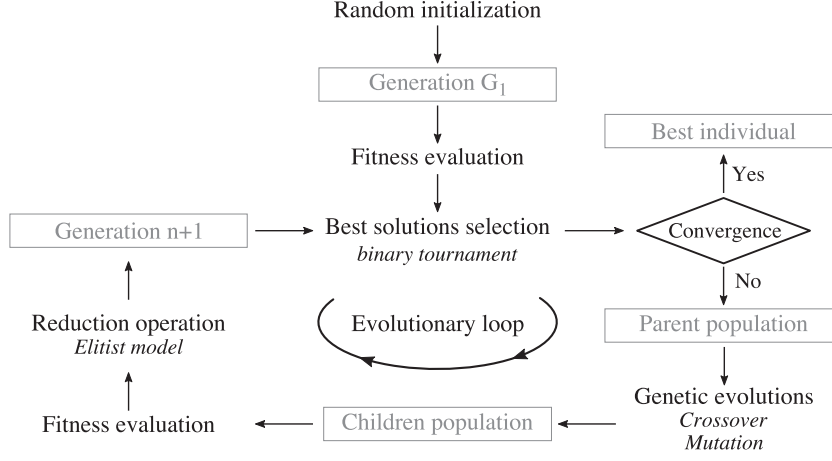 Random initialization
Generation G1
Fitness evaluation
Best individual
Yes
Generation n+1
Best solutions selection
binary tournament
Convergence
No
Reduction operation
Elitist model
Evolutionary loop
Parent population
Genetic evolutions
Crossover
Mutation
Fitness evaluation
Children population